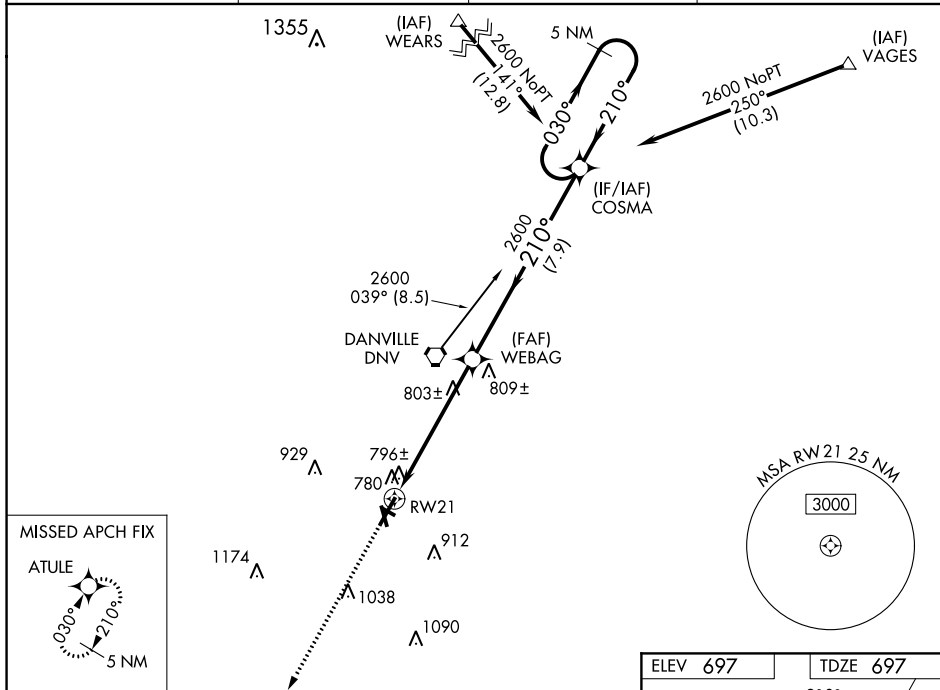 1355
(IAF)
WEARS
2600 NoPT
141°
(12.8)
5 NM
030°
210°
(IAF)
VAGES
2600 NoPT
250°
(10.3)
(IF/IAF)
COSMA
2600
210°
(7.9)
2600
039° (8.5)
DANVILLE
DNV
(FAF)
WEBAG
803±
809±
929
796±
780
RW21
MSA RW21 25 NM
3000
MISSED APCH FIX
ATULE
030°
210°
5 NM
1174
912
1038
1090
ELEV 697
TDZE 697